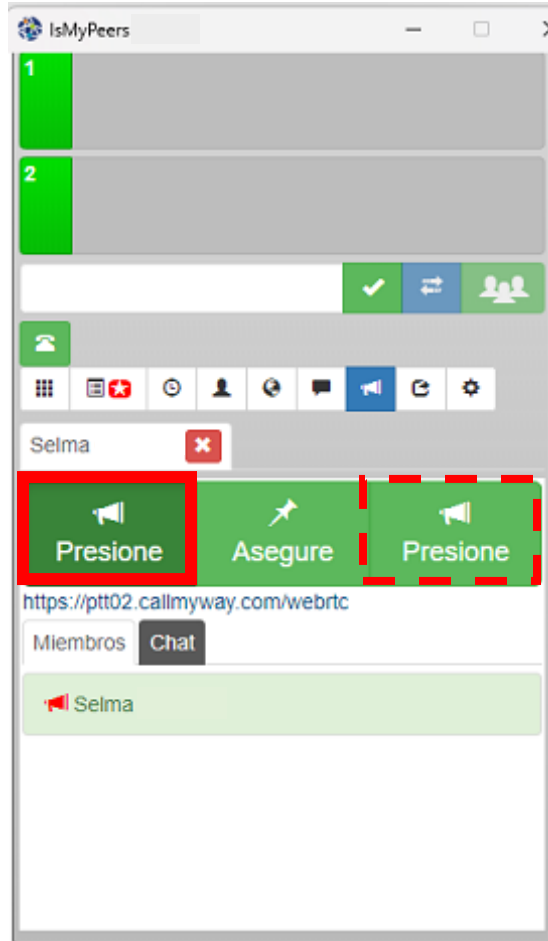 IsMyPeers
1
2
Selma
Presione Asegure Presione
https://ptt02.callmyway.com/webrtc
Miembros Chat
Selma